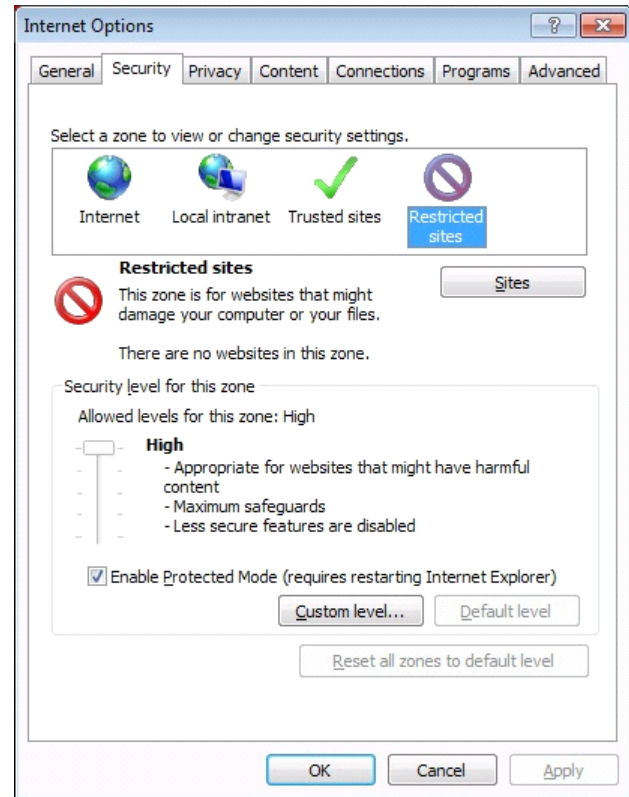 Internet Options
General Security Privacy Content Connections Programs Advanced
Select a zone to view or change security settings.
Internet Local intranet Trusted sites Restricted
sites
Restricted sites
Sites
This zone is for websites that might
damage your computer or your files.
There are no websites in this zone.
Security level for this zone
Allowed levels for this zone: High
High
- Appropriate for websites that might have harmful
content
- Maximum safeguards
- Less secure features are disabled
Enable Protected Mode (requires restarting Internet Explorer)
Custom level... Default level
Reset all zones to default level
OK Cancel Apply